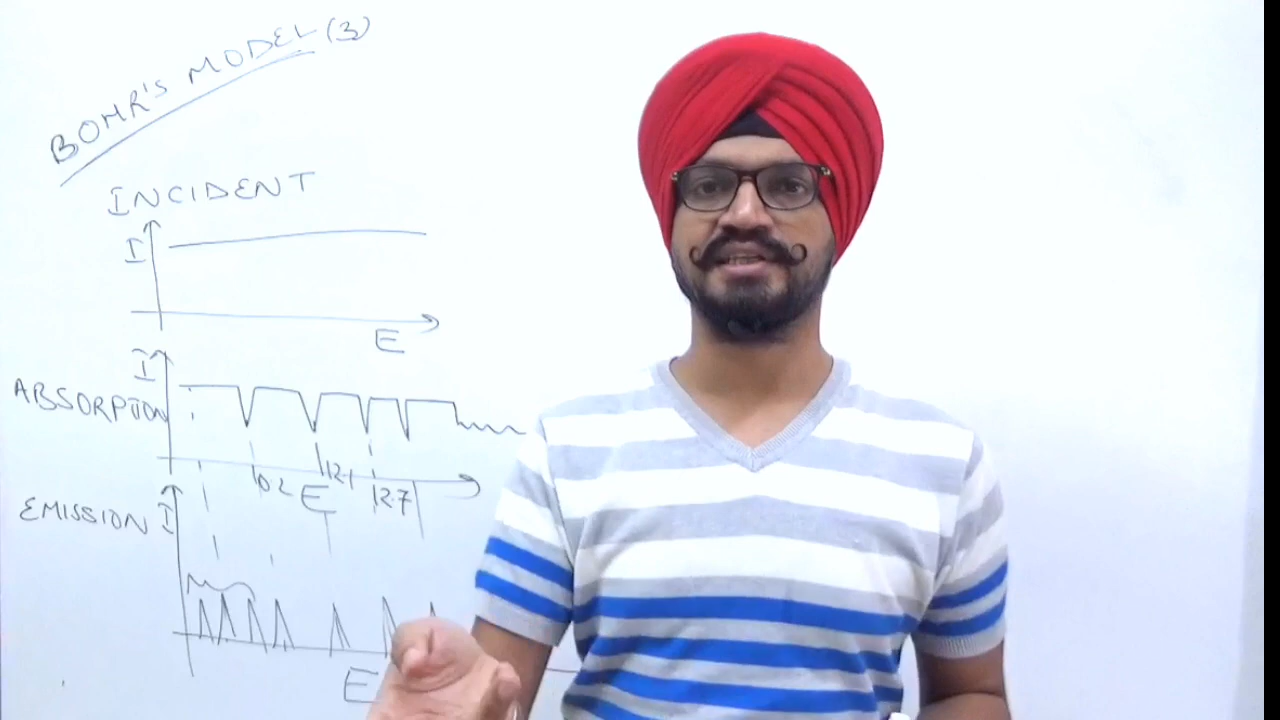 BOHR'S MODEL (3)
INCIDENT
I
E
I
ABSORPTION
10.2 12.1 12.7
E
EMISSION I
E